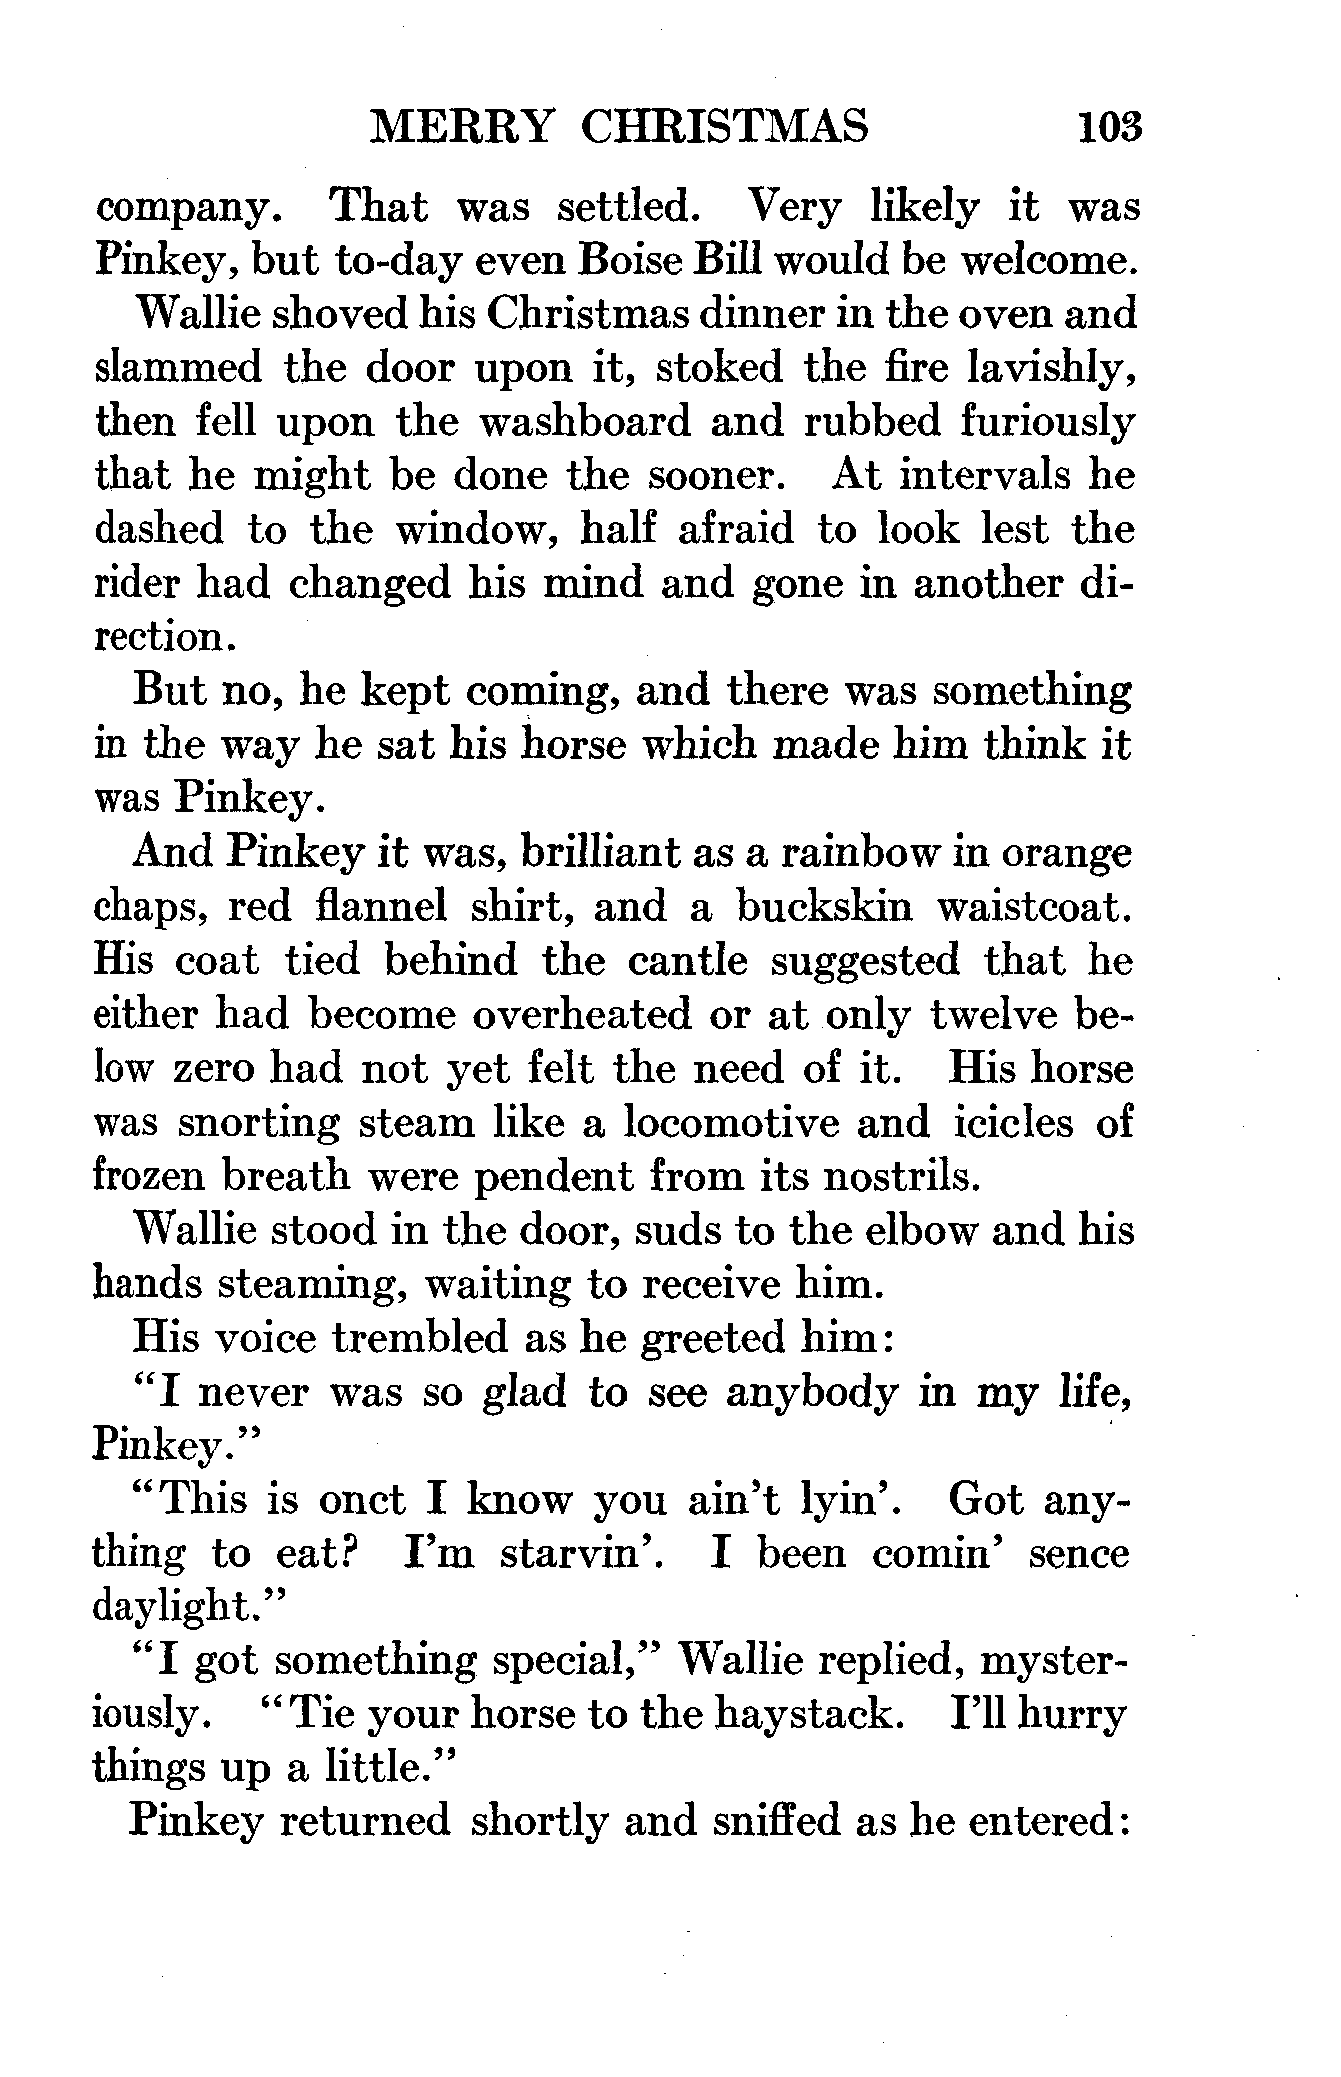 MERRY CHRISTMAS 103
company. That was settled. Very likely it was
Pinkey, but to-day even Boise Bill would be welcome.
Wallie shoved his Christmas dinner in the oven and
slammed the door upon it, stoked the fire lavishly,
then fell upon the washboard and rubbed furiously
that he might be done the sooner. At intervals he
dashed to the window, half afraid to look lest the
rider had changed his mind and gone in another di-
rection.
But no, he kept coming, and there was something
in the way he sat his horse which made him think it
was Pinkey.
And Pinkey it was, brilliant as a rainbow in orange
chaps, red flannel shirt, and a buckskin waistcoat.
His coat tied behind the cantle suggested that he
either had become overheated or at only twelve be-
low zero had not yet felt the need of it. His horse
was snorting steam like a locomotive and icicles of
frozen breath were pendent from its nostrils.
Wallie stood in the door, suds to the elbow and his
hands steaming, waiting to receive him.
His voice trembled as he greeted him:
“I never was so glad to see anybody in my life,
Pinkey.”
“This is onct I know you ain’t lyin’. Got any-
thing to eat? I’m starvin’. I been comin’ sence
daylight.”
“I got something special,” Wallie replied, myster-
iously. “Tie your horse to the haystack. I’ll hurry
things up a little.”
Pinkey returned shortly and sniffed as he entered: